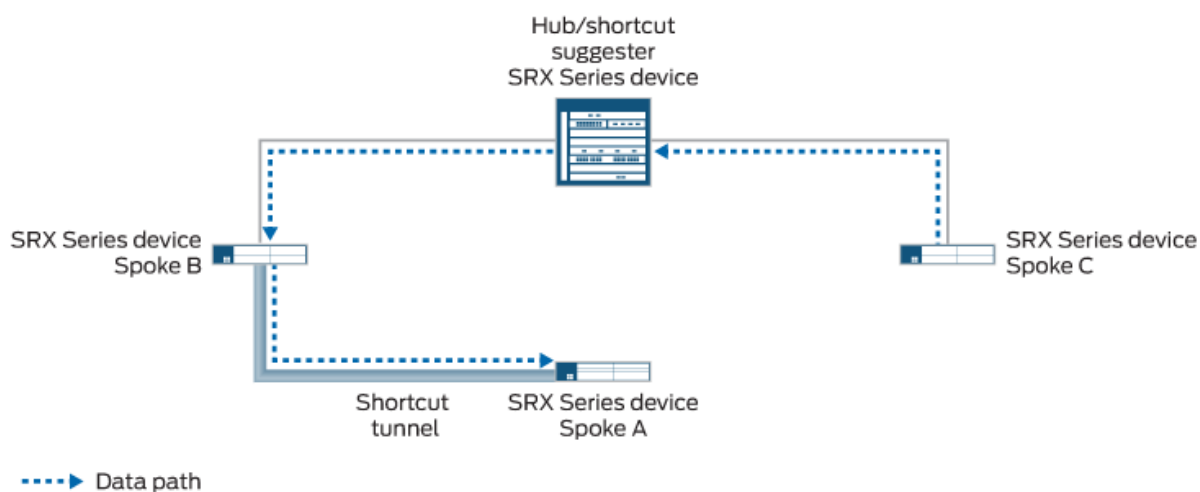 Hub/shortcut
suggester
SRX Series device
SRX Series device
Spoke B
SRX Series device
Spoke C
Shortcut
tunnel
SRX Series device
Spoke A
Data path